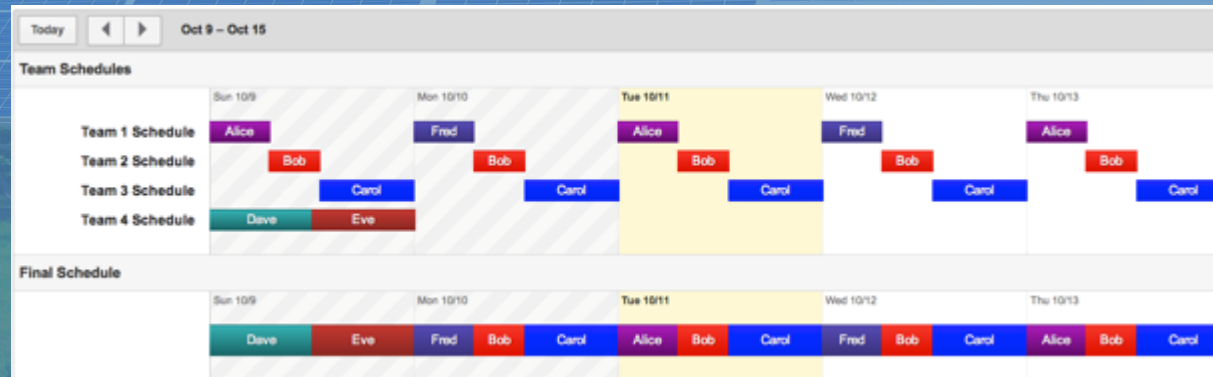 Today Oct 9 – Oct 15
Team Schedules
Sun 10/9 Mon 10/10 Tue 10/11 Wed 10/12 Thu 10/13
Team 1 Schedule Alice Fred Alice Fred Alice
Team 2 Schedule Bob Bob Bob Bob Bob
Team 3 Schedule Carol Carol Carol Carol Carol
Team 4 Schedule Dave Eve
Final Schedule
Sun 10/9 Mon 10/10 Tue 10/11 Wed 10/12 Thu 10/13
Dave Eve Fred Bob Carol Alice Bob Carol Fred Bob Carol Alice Bob Carol